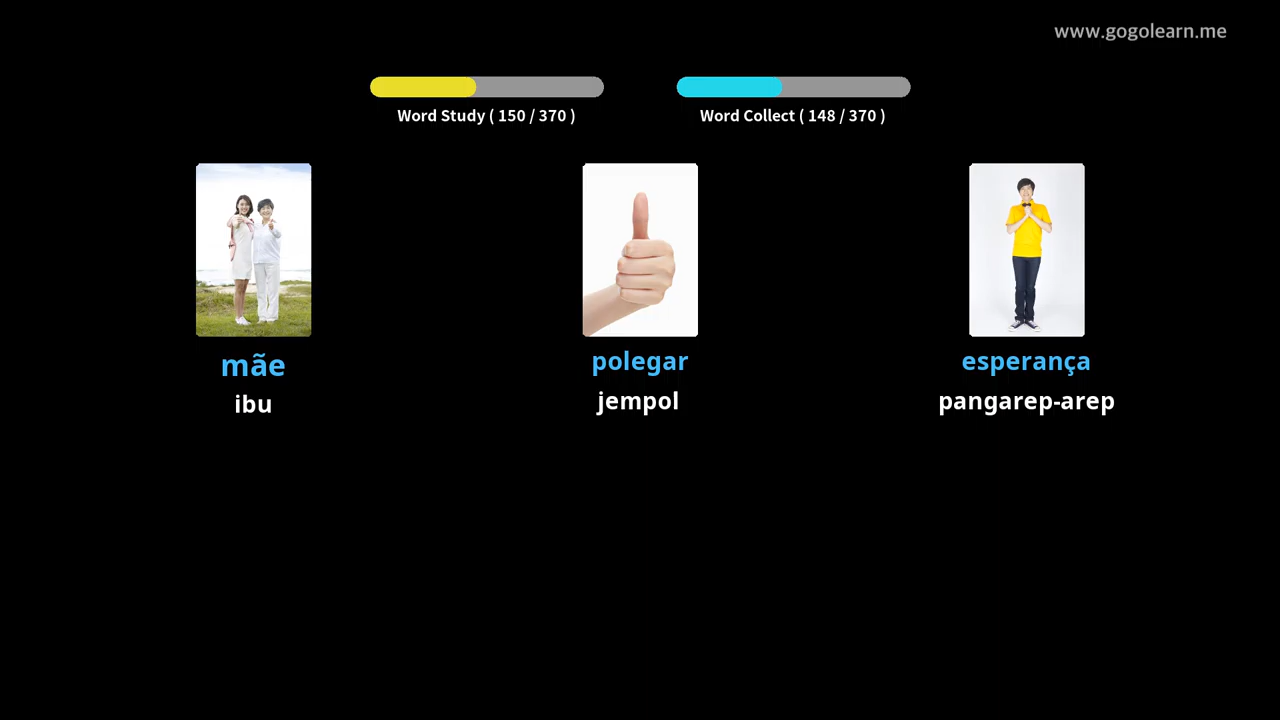 www.gogolearn.me
Word Study ( 150 / 370 )
Word Collect ( 148 / 370 )
mãe
polegar
esperança
ibu
jempol
pangarep-arep